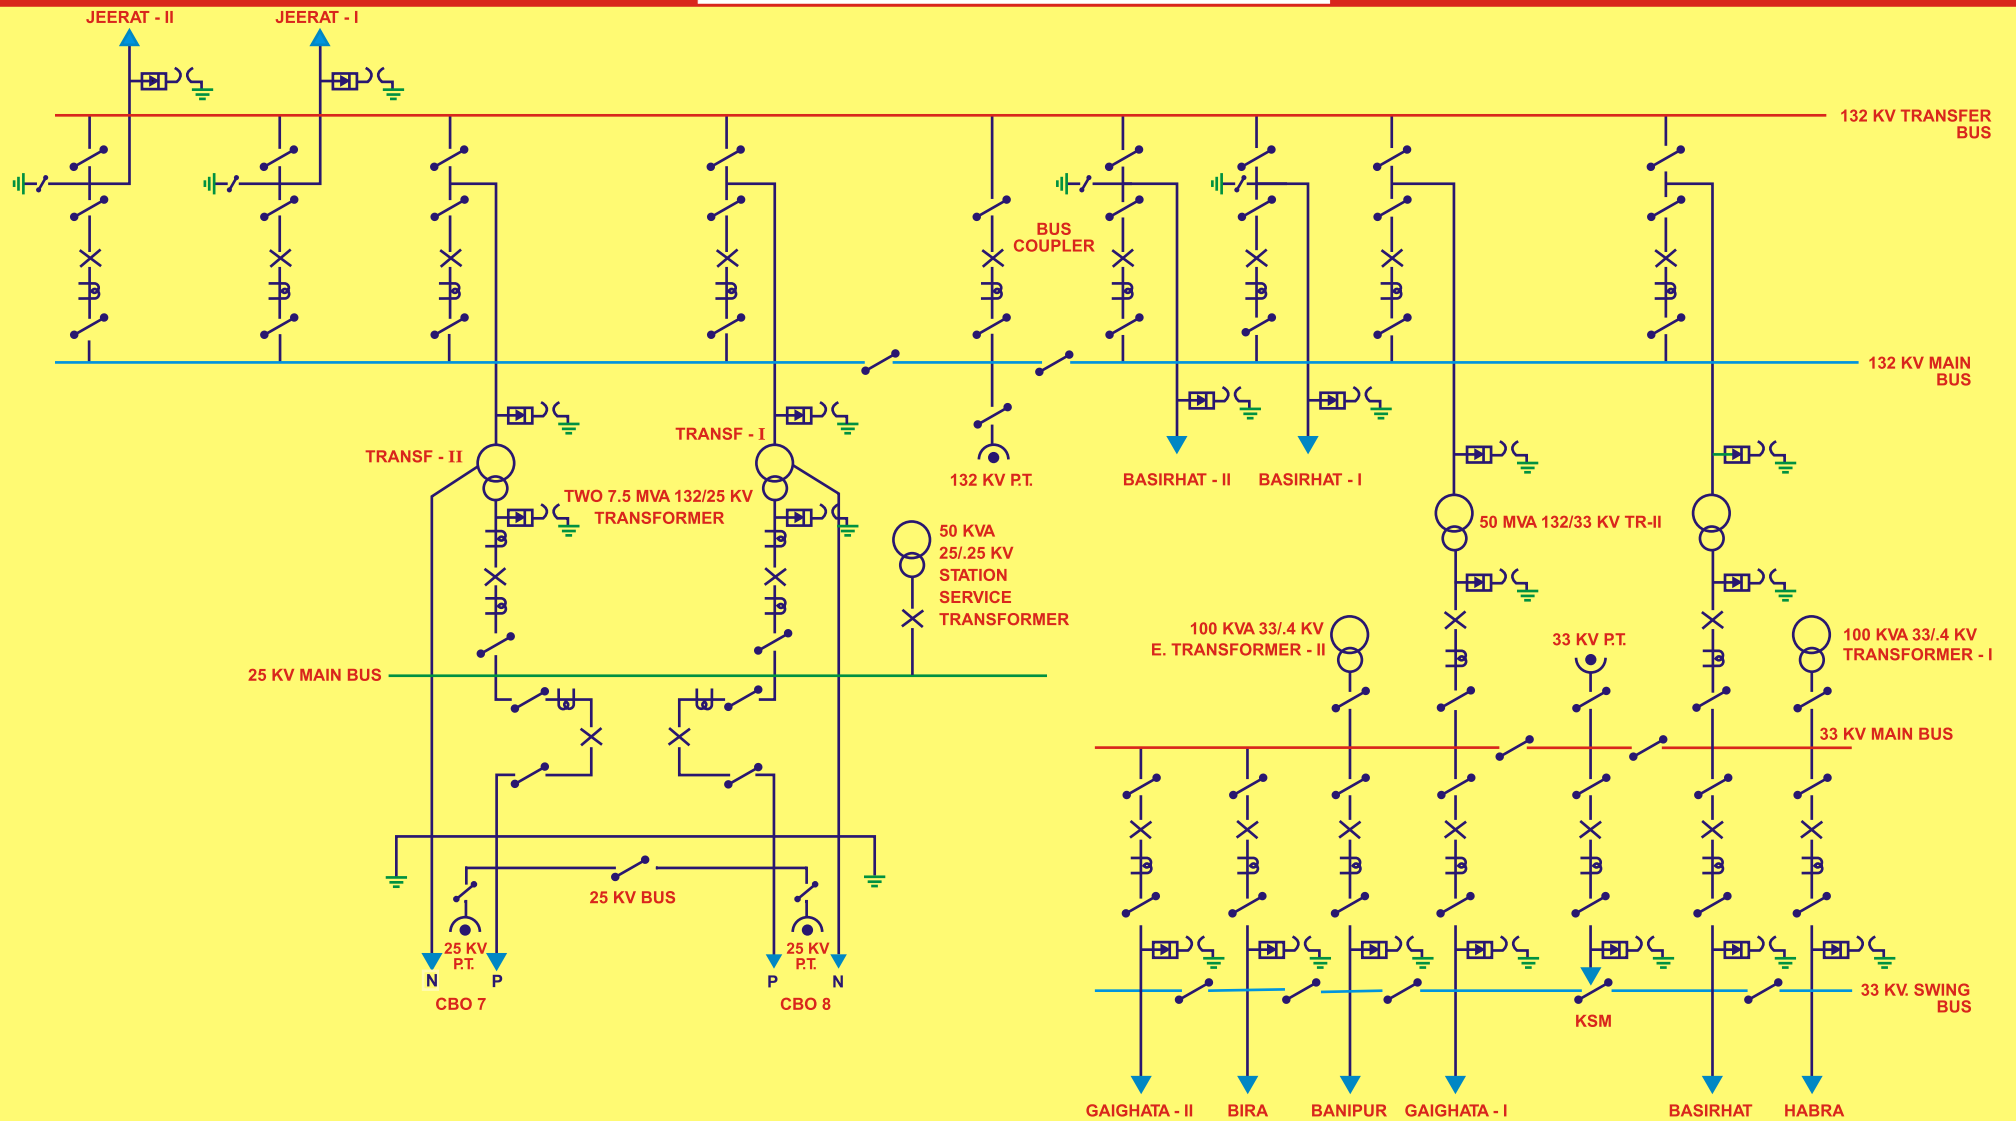 JEERAT - II
JEERAT - I
132 KV TRANSFER
BUS
BUS
COUPLER
132 KV MAIN
BUS
TRANSF - I
TRANSF - II
132 KV P.T.
BASIRHAT - II
BASIRHAT - I
TWO 7.5 MVA 132/25 KV
TRANSFORMER
50 KVA
25/.25 KV
STATION
SERVICE
TRANSFORMER
50 MVA 132/33 KV TR-II
100 KVA 33/.4 KV
E. TRANSFORMER - II
33 KV P.T.
100 KVA 33/.4 KV
TRANSFORMER - I
25 KV MAIN BUS
33 KV MAIN BUS
25 KV BUS
25 KV
P.T.
25 KV
P.T.
N
P
P
N
CBO 7
CBO 8
33 KV. SWING
BUS
KSM
GAIGHATA - II
BIRA
BANIPUR
GAIGHATA - I
BASIRHAT
HABRA